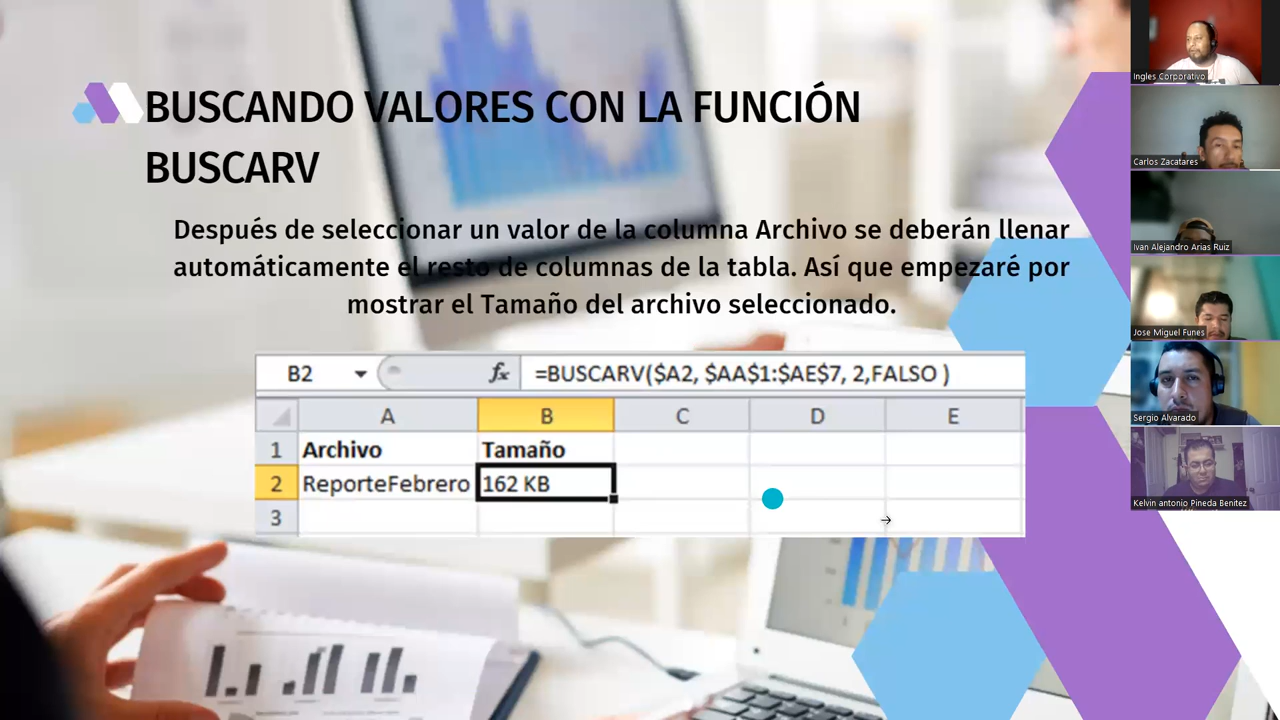 BUSCANDO VALORES CON LA FUNCIÓN
BUSCARV
Después de seleccionar un valor de la columna Archivo se deberán llenar
automáticamente el resto de columnas de la tabla. Así que empezaré por
mostrar el Tamaño del archivo seleccionado.
B2 fx =BUSCARV($A2, $AA$1:$AE$7, 2,FALSO )
A B C D E
1 Archivo Tamaño
2 ReporteFebrero 162 KB
3
Ingles Corporativo
Carlos Zacatares
Ivan Alejandro Arias Ruiz
Jose Miguel Funes
Sergio Alvarado
Kelvin antonio Pineda Benitez